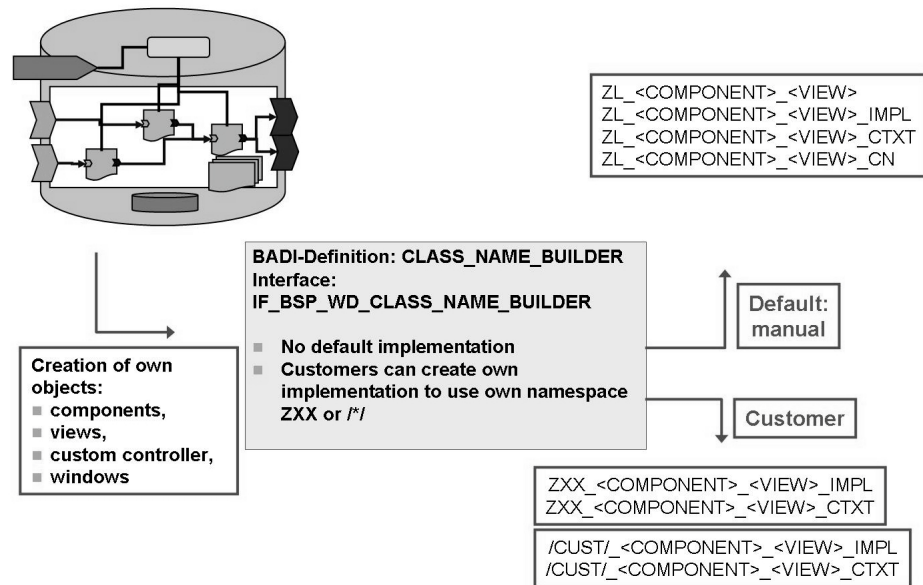 ZL_<COMPONENT>_<VIEW>
ZL_<COMPONENT>_<VIEW>_IMPL
ZL_<COMPONENT>_<VIEW>_CTXT
ZL_<COMPONENT>_<VIEW>_CN
BADI-Definition: CLASS_NAME_BUILDER
Interface:
IF_BSP_WD_CLASS_NAME_BUILDER
No default implementation
Customers can create own
implementation to use own namespace
ZXX or /*/
Default:
manual
Customer
Creation of own
objects:
components,
views,
custom controller,
windows
ZXX_<COMPONENT>_<VIEW>_IMPL
ZXX_<COMPONENT>_<VIEW>_CTXT
/CUST/_<COMPONENT>_<VIEW>_IMPL
/CUST/_<COMPONENT>_<VIEW>_CTXT